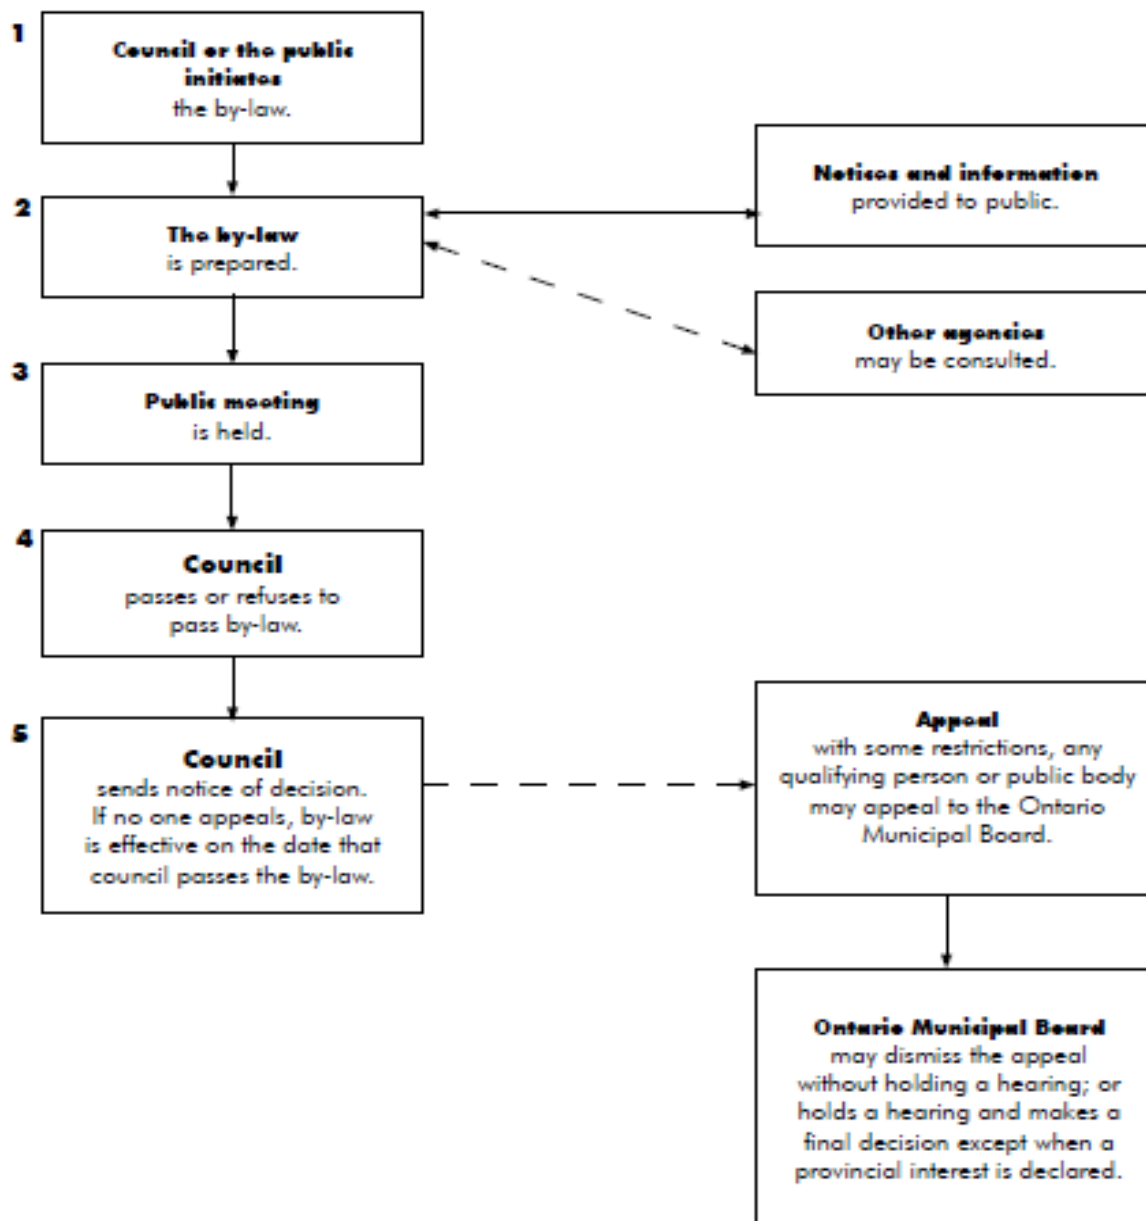 1
Council or the public
initiates
the by-law.
2
The by-law
is prepared.
Notices and information
provided to public.
Other agencies
may be consulted.
3
Public meeting
is held.
4
Council
passes or refuses to
pass by-law.
5
Council
sends notice of decision.
If no one appeals, by-law
is effective on the date that
council passes the by-law.
Appeal
with some restrictions, any
qualifying person or public body
may appeal to the Ontario
Municipal Board.
Ontario Municipal Board
may dismiss the appeal
without holding a hearing; or
holds a hearing and makes a
final decision except when a
provincial interest is declared.